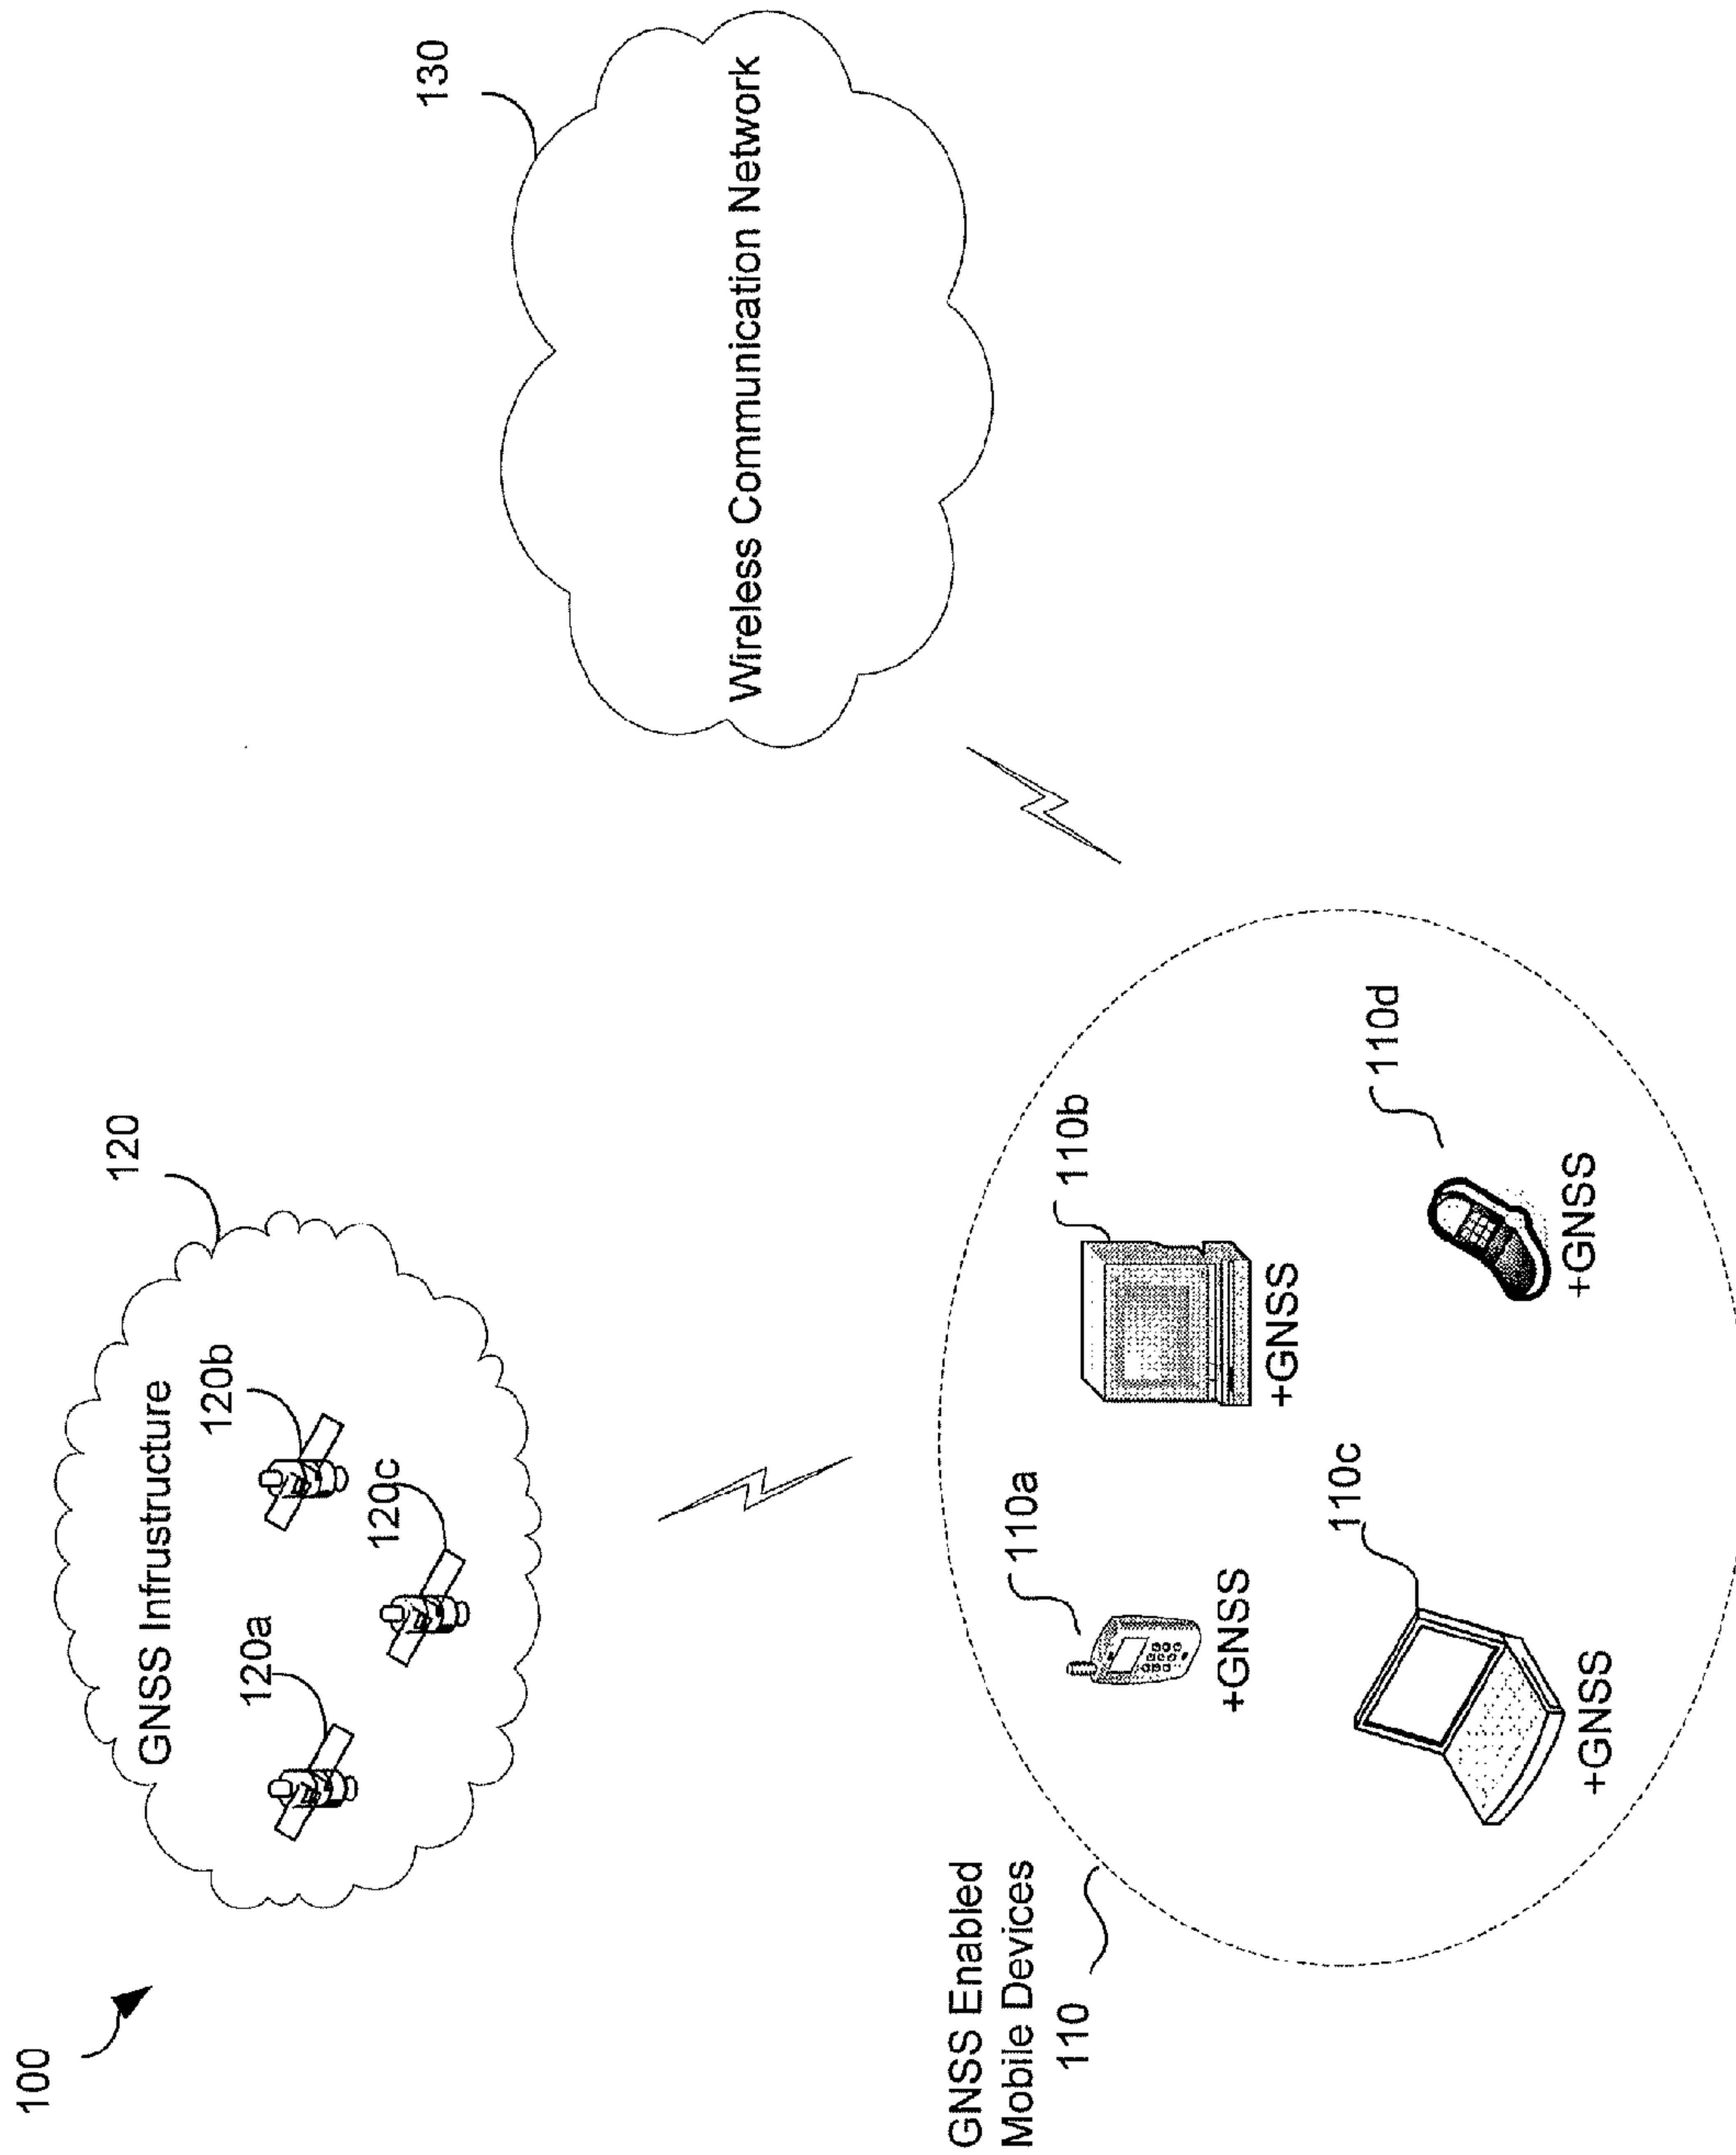 100
120
GNSS Infrustructure
120a
120b
120c
130
Wireless Communication Network
GNSS Enabled
Mobile Devices
110
110a
+GNSS
110b
+GNSS
110c
+GNSS
110d
+GNSS